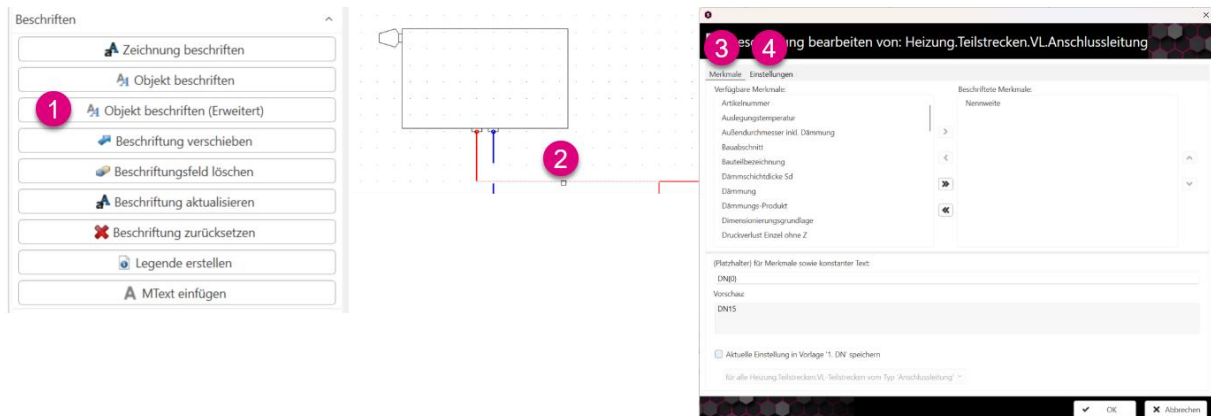 Beschriften
Zeichnung beschriften
Objekt beschriften
1
Objekt beschriften (Erweitert)
Beschriftung verschieben
Beschriftungsfeld löschen
Beschriftung aktualisieren
Beschriftung zurücksetzen
Legende erstellen
MText einfügen
2
3
4
bearbeiten von: Heizung.Teilstrecken.VL.Anschlussleitung
Merkmale Einstellungen
Verfügbare Merkmale:
Artikelnummer
Auslegungstemperatur
Außendurchmesser inkl. Dämmung
Bauabschnitt
Bauteilbezeichnung
Dämmschichtdicke Sd
Dämmung
Dämmungs-Produkt
Dimensionierungsgrundlage
Druckverlust Einzel ohne Z
Beschriftete Merkmale:
Nennweite
(Platzhalter) für Merkmale sowie konstanter Text:
DN{0}
Vorschau:
DN15
Aktuelle Einstellung in Vorlage '1. DN' speichern
für alle Heizung.Teilstrecken.VL-Teilstrecken vom Typ 'Anschlussleitung'
OK
Abbrechen